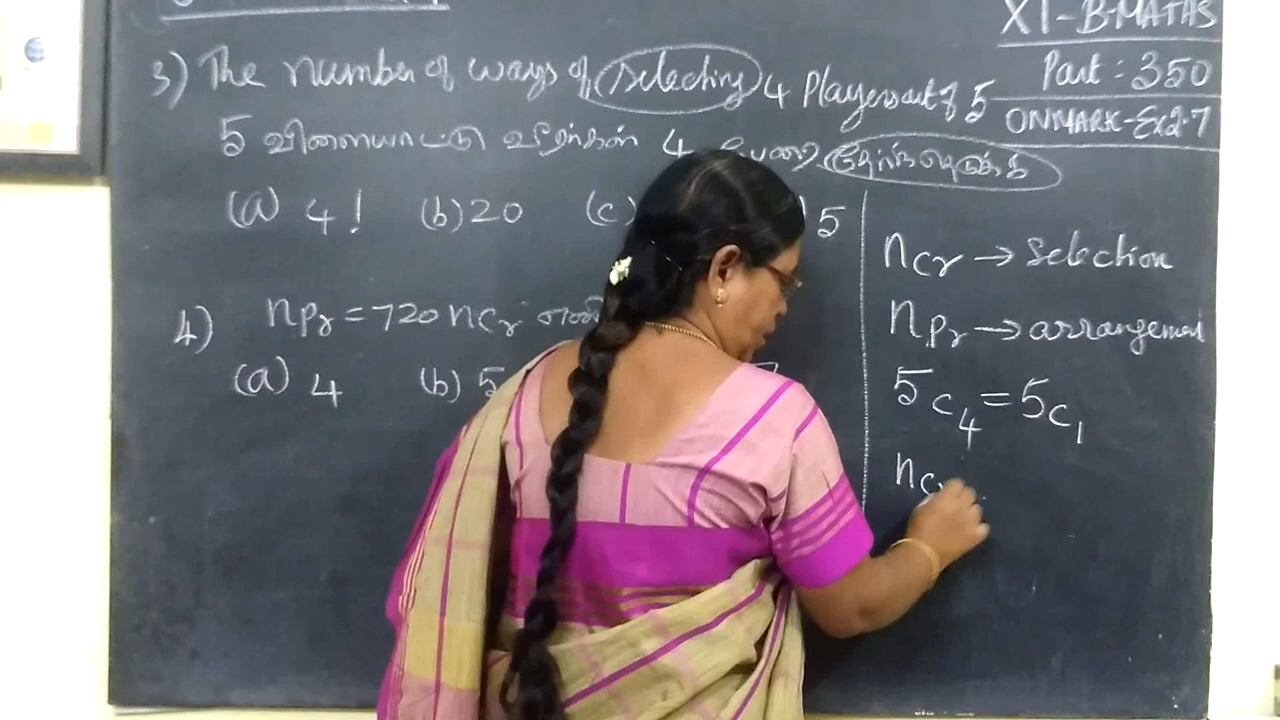 XI-B.MATHS
Part: 350
ONMARK-Ex2.7
3) The number of ways of selecting 4 Players out of 5
5 விளையாட்டு வீரர்கள் 4 பேரை தேர்ந்தெடுக்க
(a) 4! (b) 20 (c) 5
4) nPr = 720 nCr எனில்
(a) 4 (b) 5 7
nCr → Selection
nPr → arrangement
5C4 = 5C1
nCr